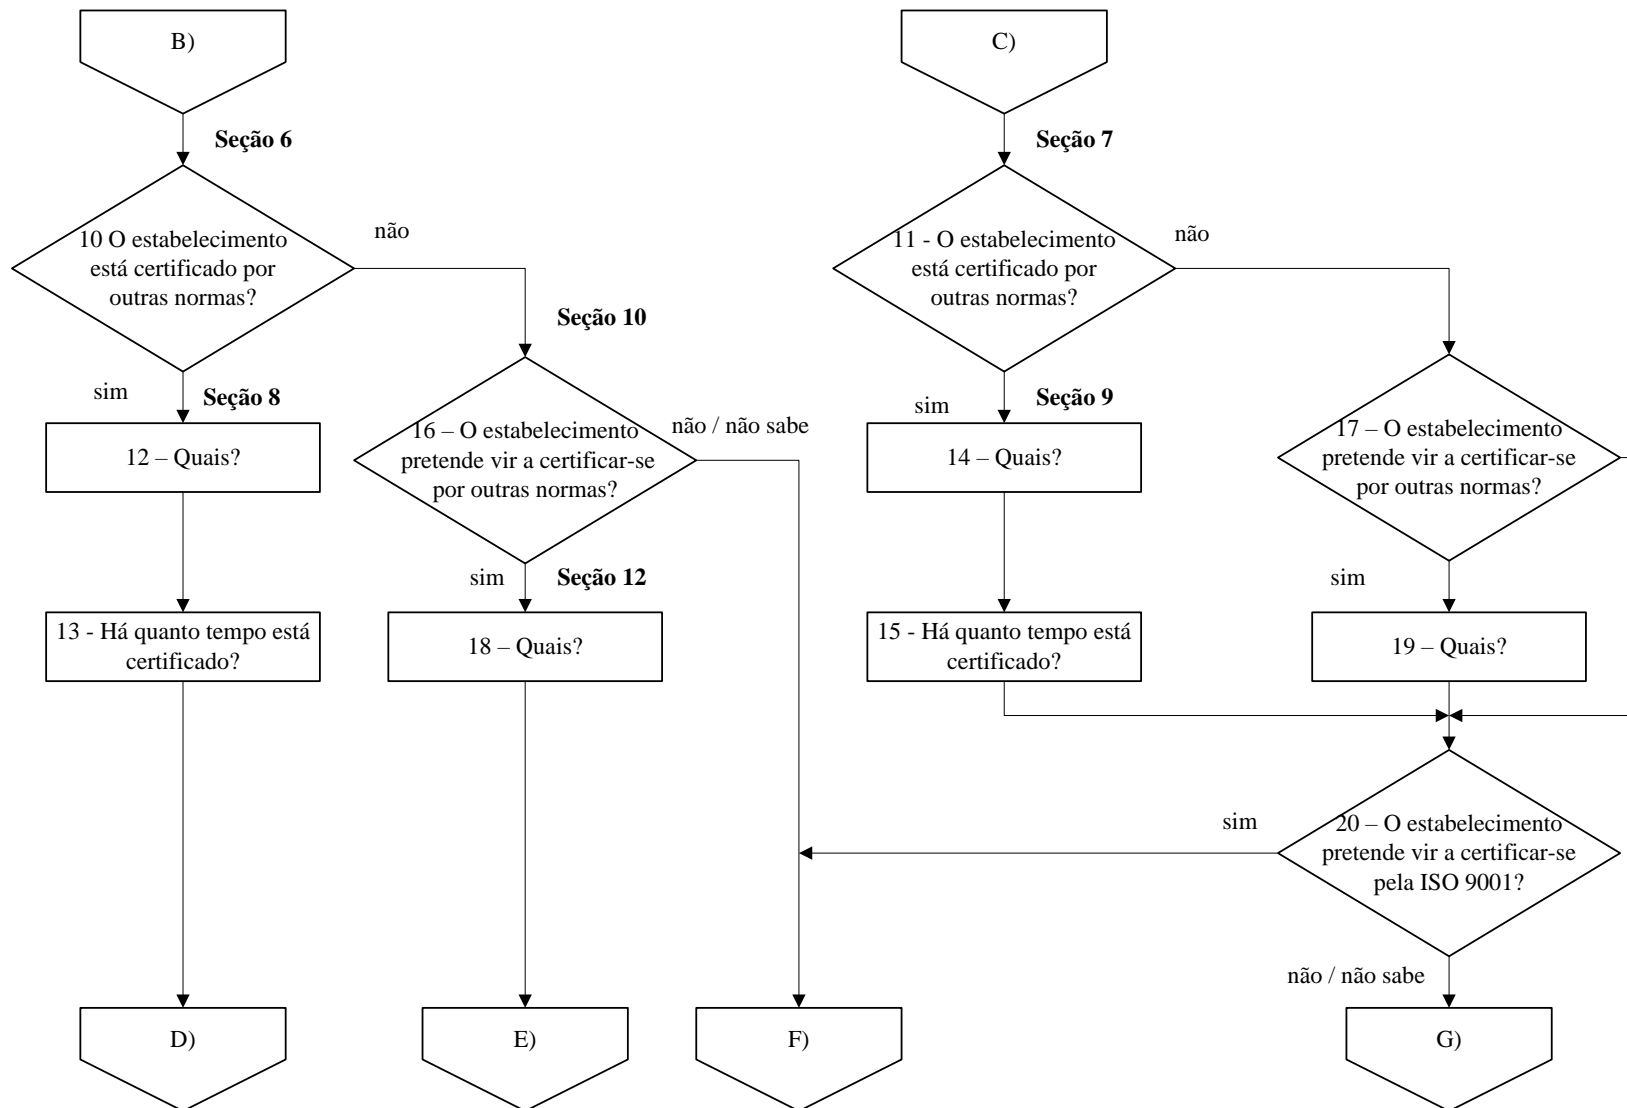 B)
C)
Seção 6
Seção 7
10 O estabelecimento
está certificado por
outras normas?
não
11 - O estabelecimento
está certificado por
outras normas?
não
Seção 10
sim
Seção 8
sim
Seção 9
12 – Quais?
16 – O estabelecimento
pretende vir a certificar-se
por outras normas?
não / não sabe
14 – Quais?
17 – O estabelecimento
pretende vir a certificar-se
por outras normas?
sim
Seção 12
sim
13 - Há quanto tempo está
certificado?
18 – Quais?
15 - Há quanto tempo está
certificado?
19 – Quais?
sim
20 – O estabelecimento
pretende vir a certificar-se
pela ISO 9001?
não / não sabe
D)
E)
F)
G)